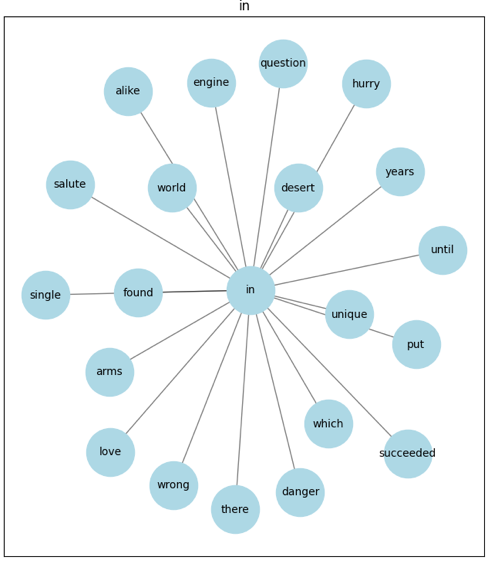 in
question
engine
hurry
alike
years
salute
world
desert
until
in
found
single
unique
put
arms
which
love
succeeded
wrong
danger
there